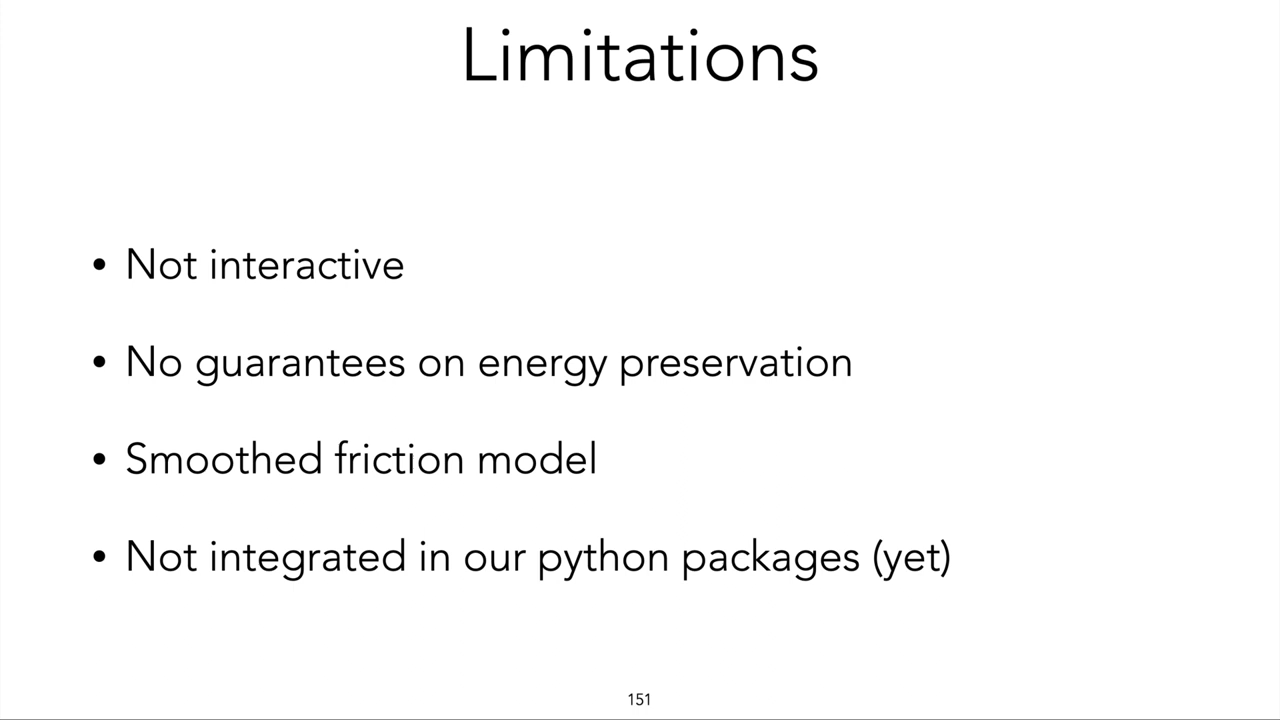 Limitations
• Not interactive
• No guarantees on energy preservation
• Smoothed friction model
• Not integrated in our python packages (yet)
151